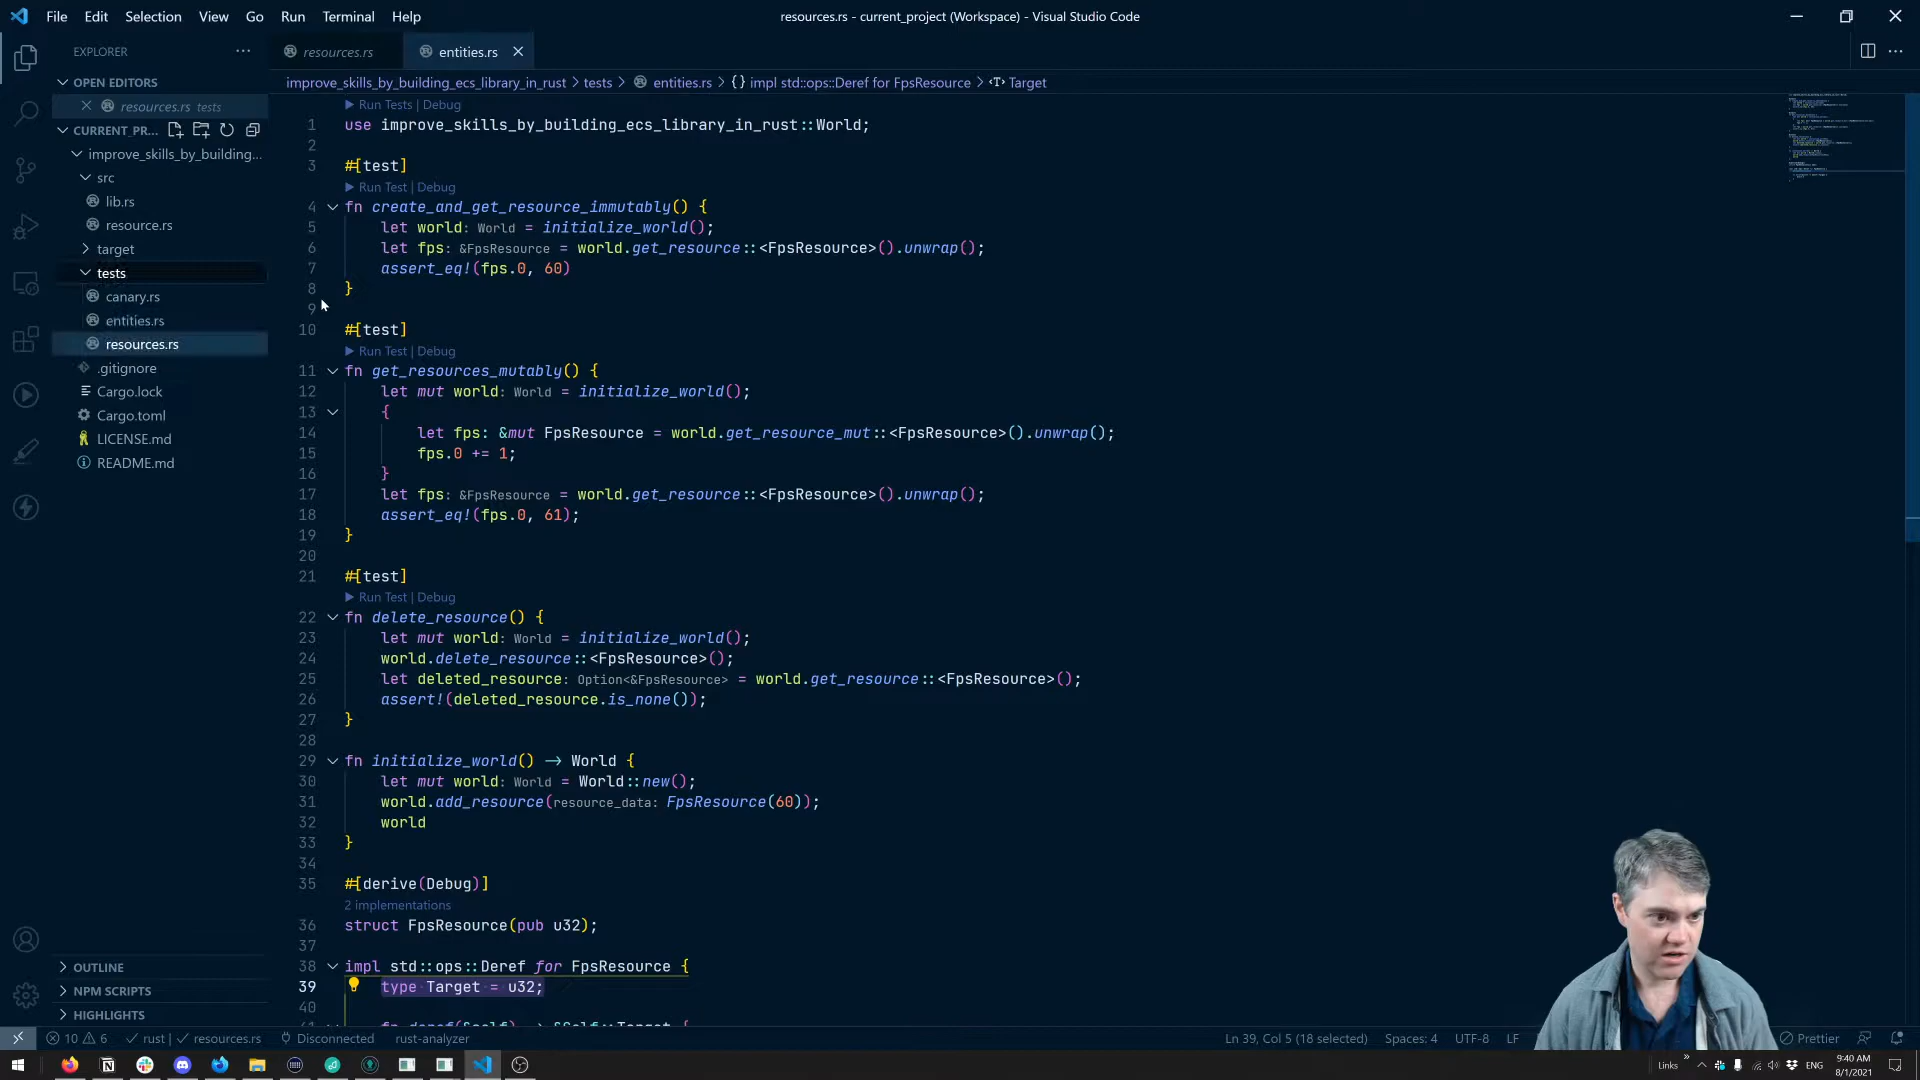 File Edit Selection View Go Run Terminal Help
resources.rs - current_project (Workspace) - Visual Studio Code
EXPLORER
OPEN EDITORS
resources.rs tests
CURRENT_PR...
improve_skills_by_building...
src
lib.rs
resource.rs
target
tests
canary.rs
entities.rs
resources.rs
.gitignore
Cargo.lock
Cargo.toml
LICENSE.md
README.md
OUTLINE
NPM SCRIPTS
HIGHLIGHTS
resources.rs entities.rs
improve_skills_by_building_ecs_library_in_rust > tests > entities.rs > {} impl std::ops::Deref for FpsResource > Target
Run Tests | Debug
1 use improve_skills_by_building_ecs_library_in_rust::World;
2
3 #[test]
Run Test | Debug
4 fn create_and_get_resource_immutably() {
5 let world: World = initialize_world();
6 let fps: &FpsResource = world.get_resource::<FpsResource>().unwrap();
7 assert_eq!(fps.0, 60)
8 }
9
10 #[test]
Run Test | Debug
11 fn get_resources_mutably() {
12 let mut world: World = initialize_world();
13 {
14 let fps: &mut FpsResource = world.get_resource_mut::<FpsResource>().unwrap();
15 fps.0 += 1;
16 }
17 let fps: &FpsResource = world.get_resource::<FpsResource>().unwrap();
18 assert_eq!(fps.0, 61);
19 }
20
21 #[test]
Run Test | Debug
22 fn delete_resource() {
23 let mut world: World = initialize_world();
24 world.delete_resource::<FpsResource>();
25 let deleted_resource: Option<&FpsResource> = world.get_resource::<FpsResource>();
26 assert!(deleted_resource.is_none());
27 }
28
29 fn initialize_world() -> World {
30 let mut world: World = World::new();
31 world.add_resource(resource_data: FpsResource(60));
32 world
33 }
34
35 #[derive(Debug)]
2 implementations
36 struct FpsResource(pub u32);
37
38 impl std::ops::Deref for FpsResource {
39 type Target = u32;
40
41 fn deref(&self) -> &Self::Target {
10 6 rust resources.rs Disconnected rust-analyzer Ln 39, Col 5 (18 selected) Spaces: 4 UTF-8 LF Prettier
Links » ENG 9:40 AM
8/1/2021